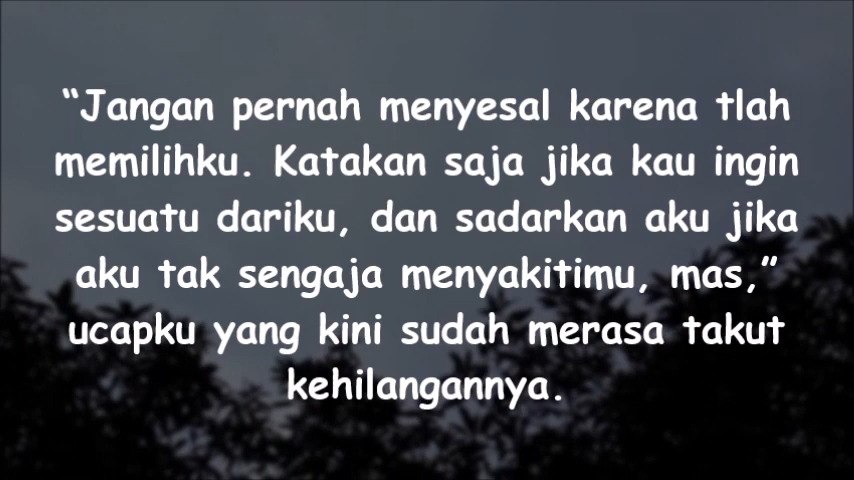 “Jangan pernah menyesal karena tlah
memilihku. Katakan saja jika kau ingin
sesuatu dariku, dan sadarkan aku jika
aku tak sengaja menyakitimu, mas,”
ucapku yang kini sudah merasa takut
kehilangannya.